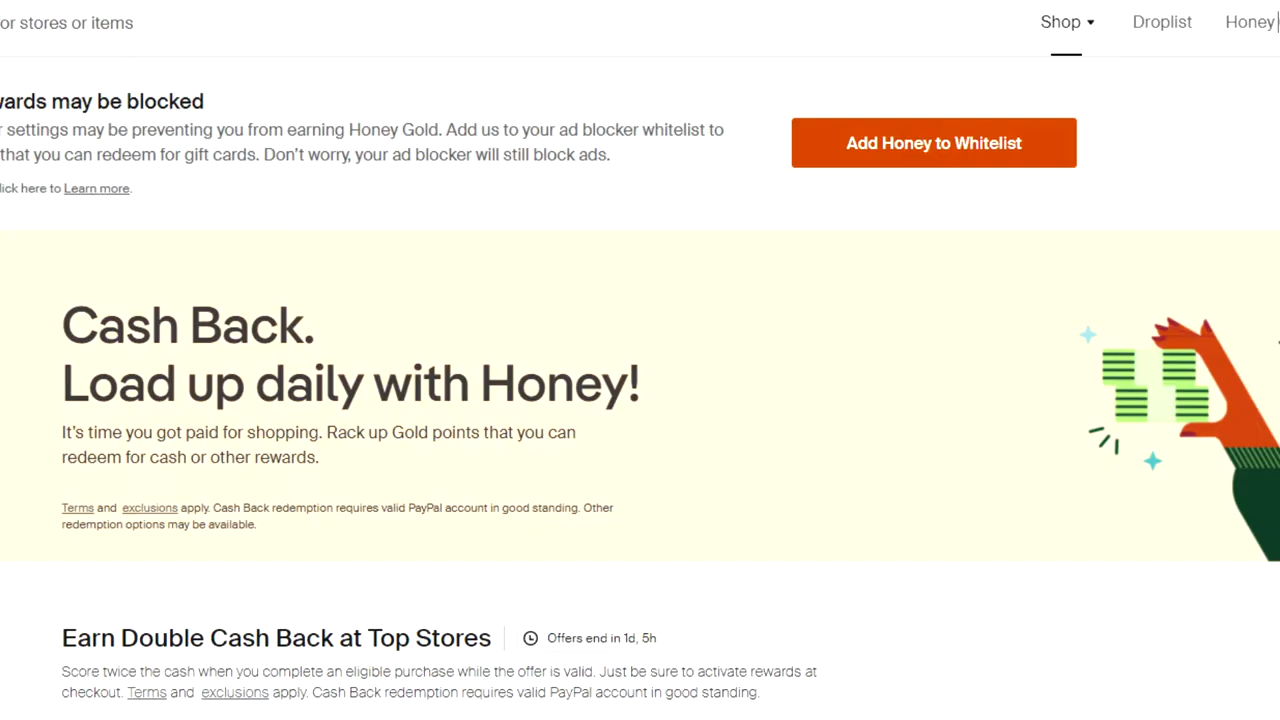 or stores or items
Shop
Droplist
Honey
wards may be blocked
settings may be preventing you from earning Honey Gold. Add us to your ad blocker whitelist to
that you can redeem for gift cards. Don't worry, your ad blocker will still block ads.
Add Honey to Whitelist
lick here to Learn more.
Cash Back.
Load up daily with Honey!
It's time you got paid for shopping. Rack up Gold points that you can
redeem for cash or other rewards.
Terms and exclusions apply. Cash Back redemption requires valid PayPal account in good standing. Other
redemption options may be available.
Earn Double Cash Back at Top Stores
Offers end in 1d, 5h
Score twice the cash when you complete an eligible purchase while the offer is valid. Just be sure to activate rewards at
checkout. Terms and exclusions apply. Cash Back redemption requires valid PayPal account in good standing.